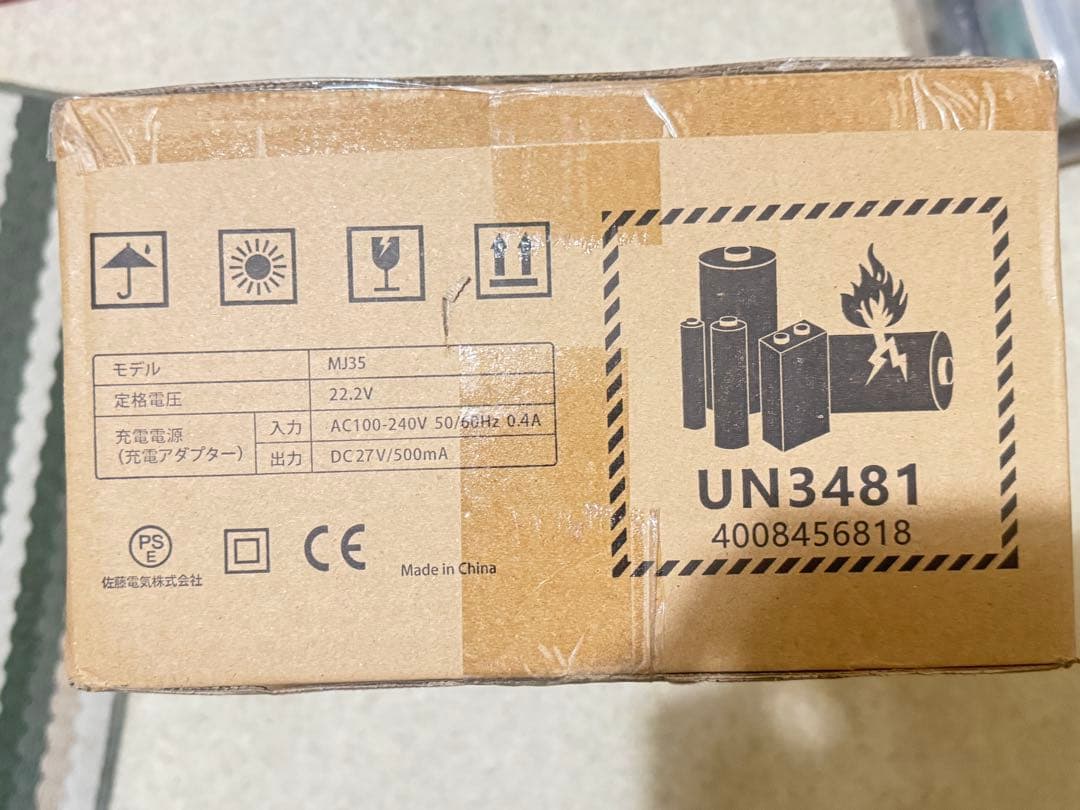 モデル MJ35
定格電圧 22.2V
充電電源
(充電アダプター)
入力 AC100-240V 50/60Hz 0.4A
出力 DC27V/500mA
PS
E
佐藤電気株式会社
CE
Made in China
UN3481
4008456818